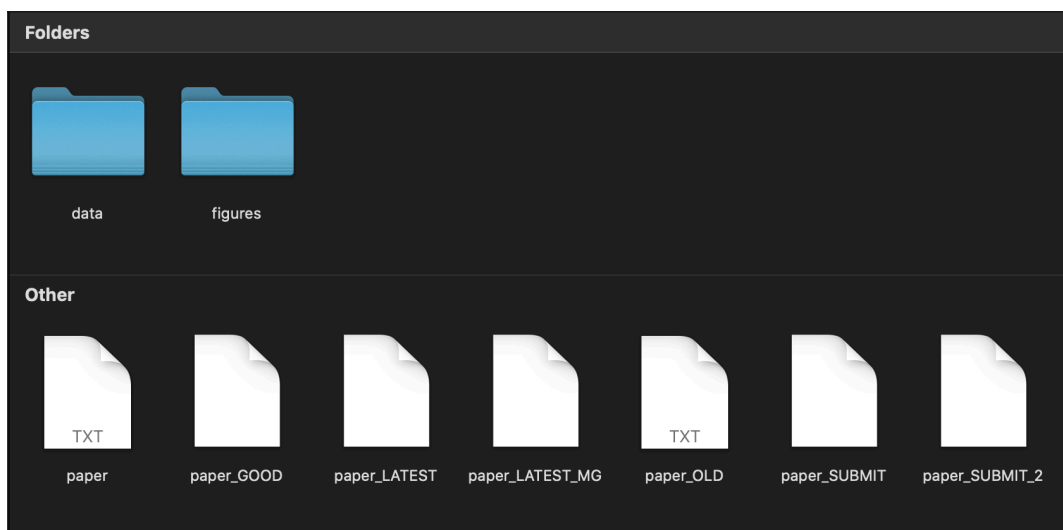 Folders
data figures
Other
TXT TXT
paper paper_GOOD paper_LATEST paper_LATEST_MG paper_OLD paper_SUBMIT paper_SUBMIT_2